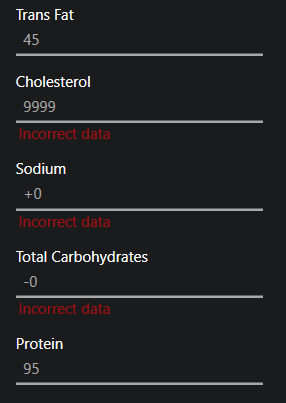 Trans Fat
45
Cholesterol
9999
Incorrect data
Sodium
+0
Incorrect data
Total Carbohydrates
-0
Incorrect data
Protein
95